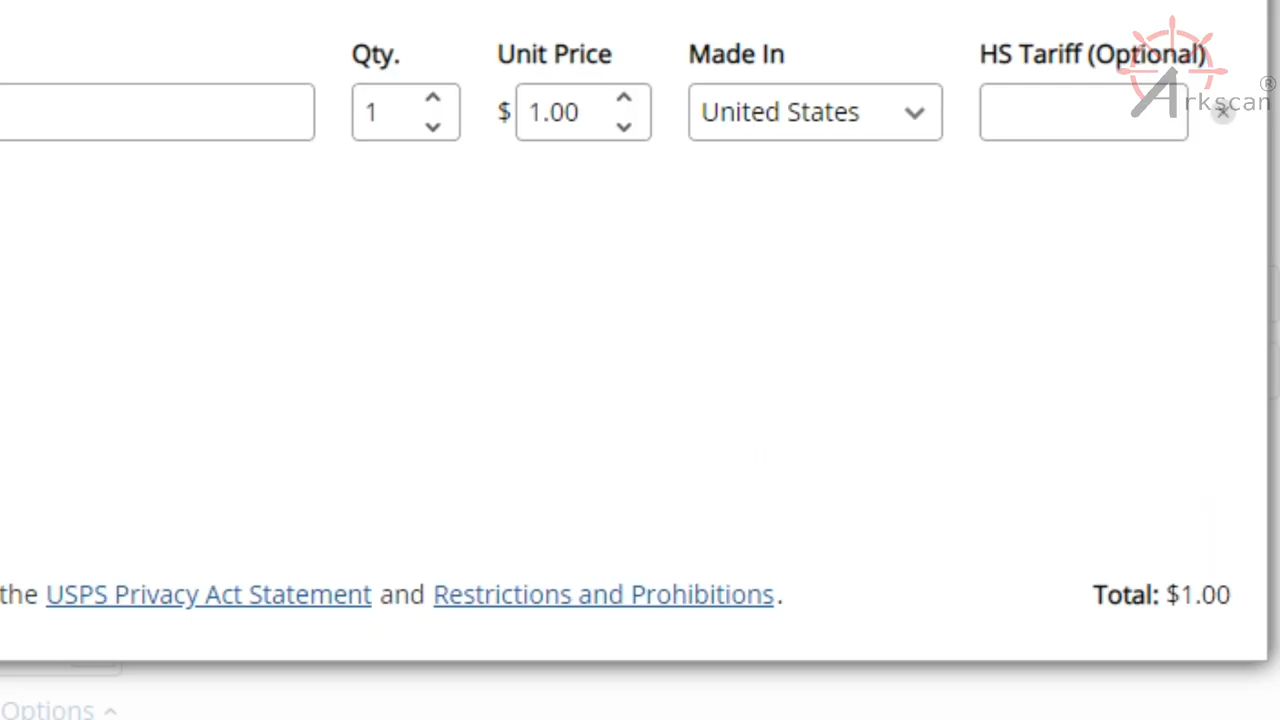 Qty. Unit Price Made In HS Tariff (Optional)
1 $ 1.00 United States
Arkscan®
the USPS Privacy Act Statement and Restrictions and Prohibitions. Total: $1.00
Options